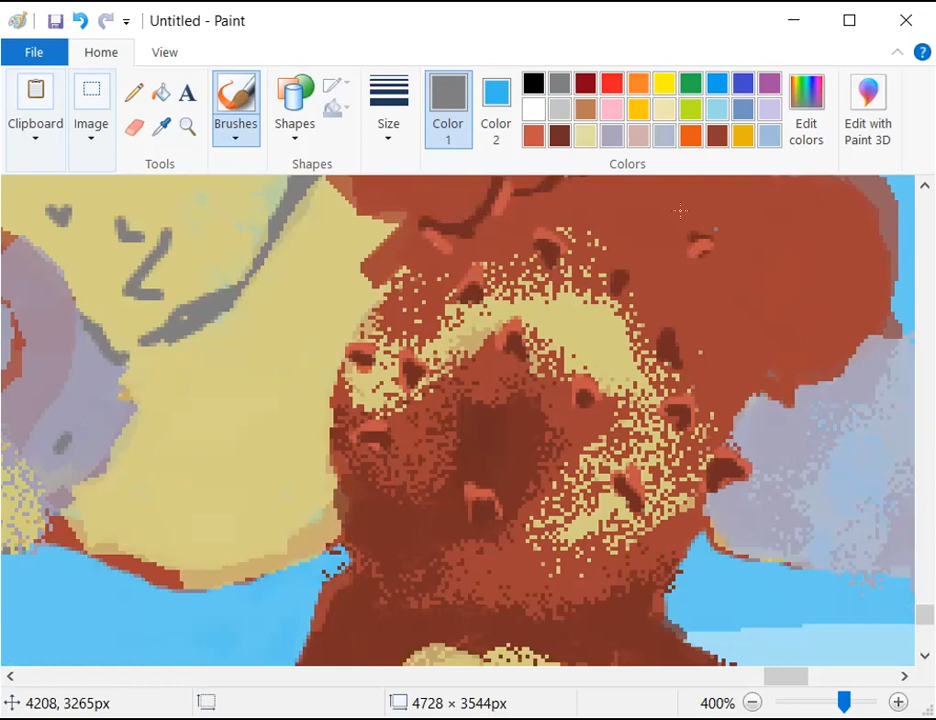 Untitled - Paint
File Home View
Clipboard Image Brushes Shapes Size Color 1 Color 2 Edit colors Edit with Paint 3D
Tools Shapes Colors
4208, 3265px 4728 × 3544px 400%